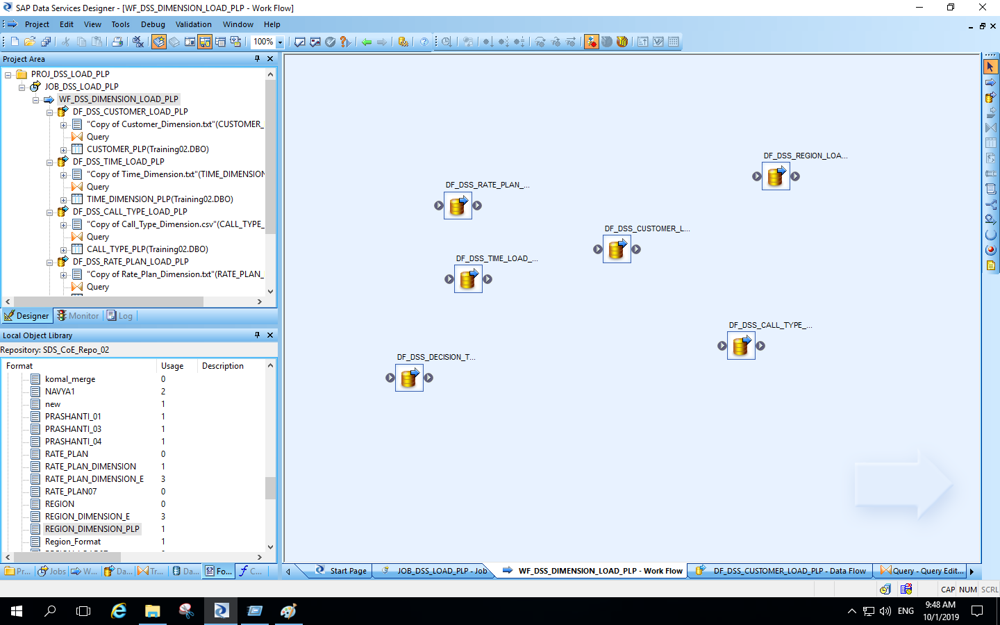 SAP Data Services Designer - [WF_DSS_DIMENSION_LOAD_PLP - Work Flow]
Project Edit View Tools Debug Validation Window Help
100%
Project Area
PROJ_DSS_LOAD_PLP
JOB_DSS_LOAD_PLP
WF_DSS_DIMENSION_LOAD_PLP
DF_DSS_CUSTOMER_LOAD_PLP
"Copy of Customer_Dimension.txt"(CUSTOMER_
Query
CUSTOMER_PLP(Training02.DBO)
DF_DSS_TIME_LOAD_PLP
"Copy of Time_Dimension.txt"(TIME_DIMENSION
Query
TIME_DIMENSION_PLP(Training02.DBO)
DF_DSS_CALL_TYPE_LOAD_PLP
"Copy of Call_Type_Dimension.csv"(CALL_TYPE_
Query
CALL_TYPE_PLP(Training02.DBO)
DF_DSS_RATE_PLAN_LOAD_PLP
"Copy of Rate_Plan_Dimension.txt"(RATE_PLAN_
Query
Designer Monitor Log
Local Object Library
Repository: SDS_CoE_Repo_02
Format Usage Description
komal_merge 0
NAVYA1 2
new 1
PRASHANTI_01 1
PRASHANTI_03 1
PRASHANTI_04 1
RATE_PLAN 0
RATE_PLAN_DIMENSION 1
RATE_PLAN_DIMENSION_E 3
RATE_PLAN07 0
REGION 0
REGION_DIMENSION_E 3
REGION_DIMENSION_PLP 1
Region_Format 1
Pr... Jobs W... Da... Tr... Da... Fo... C...
DF_DSS_REGION_LOA...
DF_DSS_RATE_PLAN_...
DF_DSS_CUSTOMER_L...
DF_DSS_TIME_LOAD_...
DF_DSS_CALL_TYPE_...
DF_DSS_DECISION_T...
Start Page JOB_DSS_LOAD_PLP - Job WF_DSS_DIMENSION_LOAD_PLP - Work Flow DF_DSS_CUSTOMER_LOAD_PLP - Data Flow Query - Query Edit...
CAP NUM SCRL
ENG
9:48 AM
10/1/2019